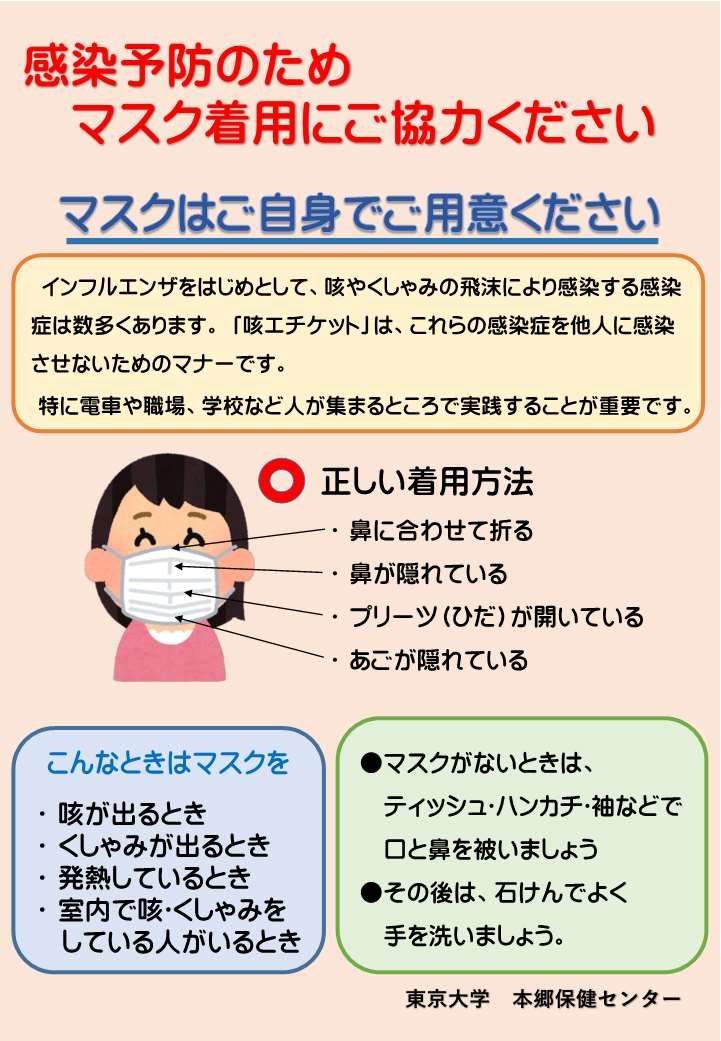 感染予防のため
マスク着用にご協力ください
マスクはご自身でご用意ください
インフルエンザをはじめとして、咳やくしゃみの飛沫により感染する感染
症は数多くあります。「咳エチケット」は、これらの感染症を他人に感染
させないためのマナーです。
特に電車や職場、学校など人が集まるところで実践することが重要です。
正しい着用方法
・ 鼻に合わせて折る
・ 鼻が隠れている
・ プリーツ(ひだ)が開いている
・ あごが隠れている
こんなときはマスクを
・ 咳が出るとき
・ くしゃみが出るとき
・ 発熱しているとき
・ 室内で咳・くしゃみを
している人がいるとき
●マスクがないときは、
ティッシュ・ハンカチ・袖などで
口と鼻を被いましょう
●その後は、石けんでよく
手を洗いましょう。
東京大学 本郷保健センター